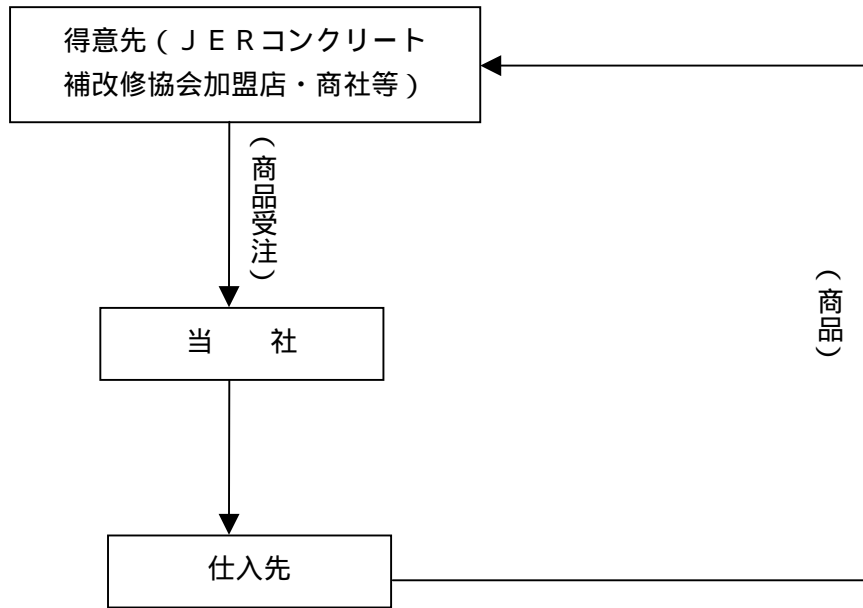 得意先（ＪＥＲコンクリート
補改修協会加盟店・商社等）
（商品受注）
当　　社
（商品）
仕入先